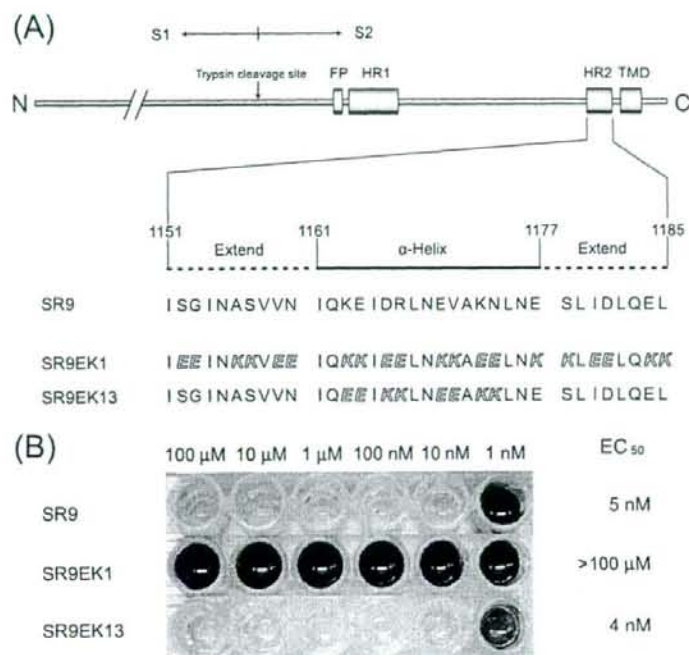 (A)
S1 S2
Trypsin cleavage site FP HR1 HR2 TMD
N C
1151 1161 1177 1185
Extend α-Helix Extend
SR9 ISGINASVVN IQKEIDRLNEVAKNLNE SLIDLQEL
SR9EK1 IEEINKKVEE IQKKIEELNKKAEELNK KLEELQKK
SR9EK13 ISGINASVVN IQEEIKKLNEEAKKLNE SLIDLQEL
(B)
100 μM 10 μM 1 μM 100 nM 10 nM 1 nM EC50
SR9 5 nM
SR9EK1 >100 μM
SR9EK13 4 nM